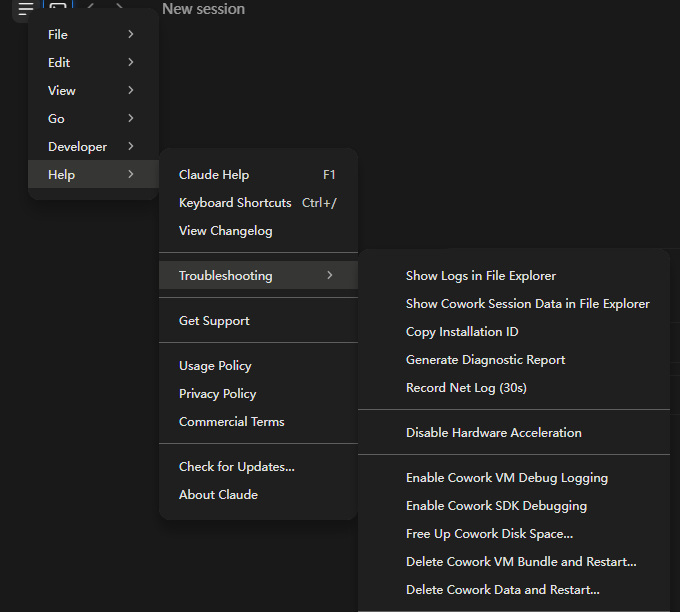 New session
File
Edit
View
Go
Developer
Help
Claude Help F1
Keyboard Shortcuts Ctrl+/
View Changelog
Troubleshooting
Get Support
Usage Policy
Privacy Policy
Commercial Terms
Check for Updates...
About Claude
Show Logs in File Explorer
Show Cowork Session Data in File Explorer
Copy Installation ID
Generate Diagnostic Report
Record Net Log (30s)
Disable Hardware Acceleration
Enable Cowork VM Debug Logging
Enable Cowork SDK Debugging
Free Up Cowork Disk Space...
Delete Cowork VM Bundle and Restart...
Delete Cowork Data and Restart...